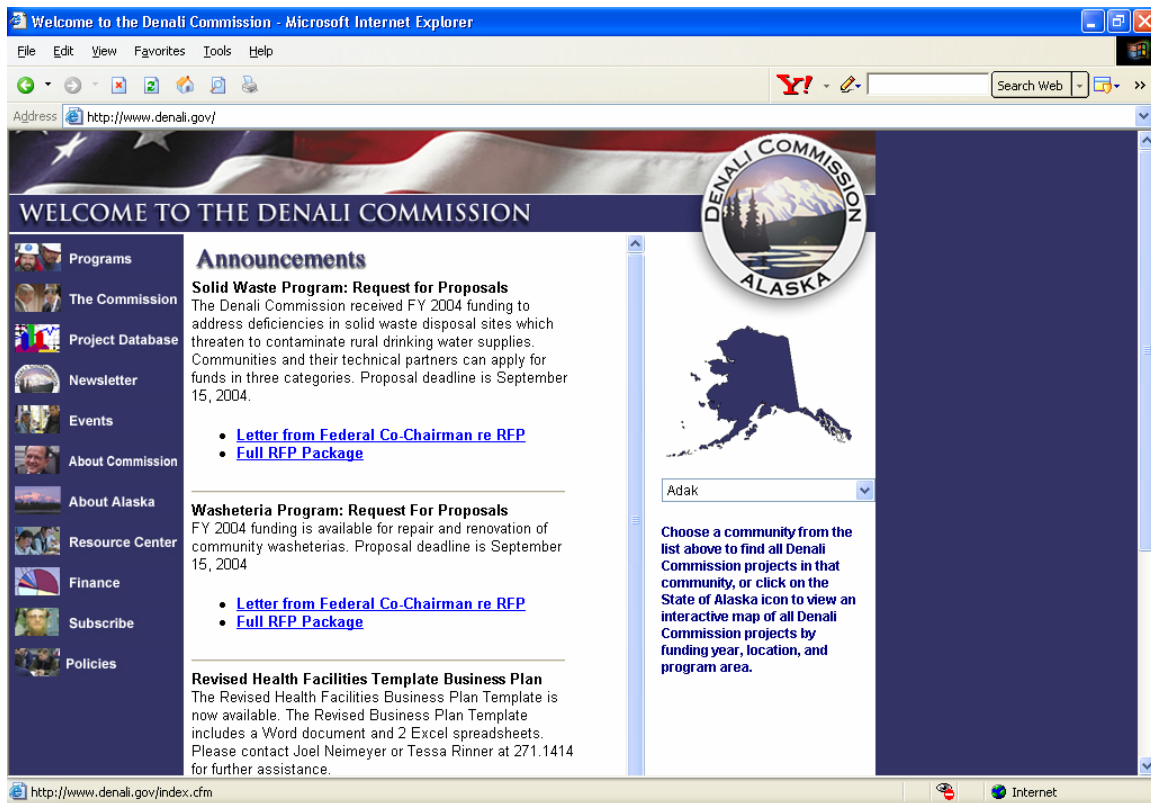 Welcome to the Denali Commission - Microsoft Internet Explorer
File Edit View Favorites Tools Help
Y! Search Web »
Address http://www.denali.gov/
WELCOME TO THE DENALI COMMISSION
DENALI COMMISSION
ALASKA
Programs
The Commission
Project Database
Newsletter
Events
About Commission
About Alaska
Resource Center
Finance
Subscribe
Policies
Announcements
Solid Waste Program: Request for Proposals
The Denali Commission received FY 2004 funding to
address deficiencies in solid waste disposal sites which
threaten to contaminate rural drinking water supplies.
Communities and their technical partners can apply for
funds in three categories. Proposal deadline is September
15, 2004.
• Letter from Federal Co-Chairman re RFP
• Full RFP Package
Washeteria Program: Request For Proposals
FY 2004 funding is available for repair and renovation of
community washeterias. Proposal deadline is September
15, 2004
• Letter from Federal Co-Chairman re RFP
• Full RFP Package
Revised Health Facilities Template Business Plan
The Revised Health Facilities Business Plan Template is
now available. The Revised Business Plan Template
includes a Word document and 2 Excel spreadsheets.
Please contact Joel Neimeyer or Tessa Rinner at 271.1414
for further assistance.
Adak
Choose a community from the
list above to find all Denali
Commission projects in that
community, or click on the
State of Alaska icon to view an
interactive map of all Denali
Commission projects by
funding year, location, and
program area.
http://www.denali.gov/index.cfm
Internet